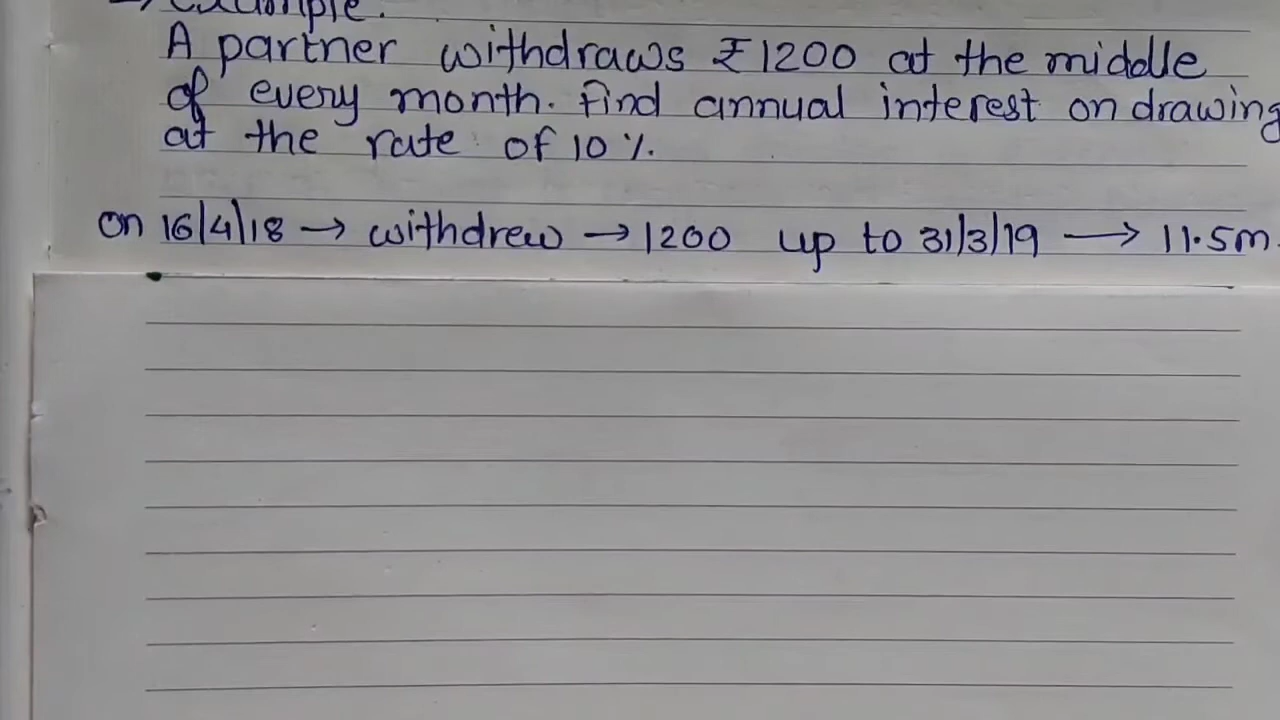 → Example.
A partner withdraws ₹1200 at the middle
of every month. Find annual interest on drawing
at the rate of 10 %.
on 16/4/18 → withdrew → 1200 up to 31/3/19 → 11.5m.